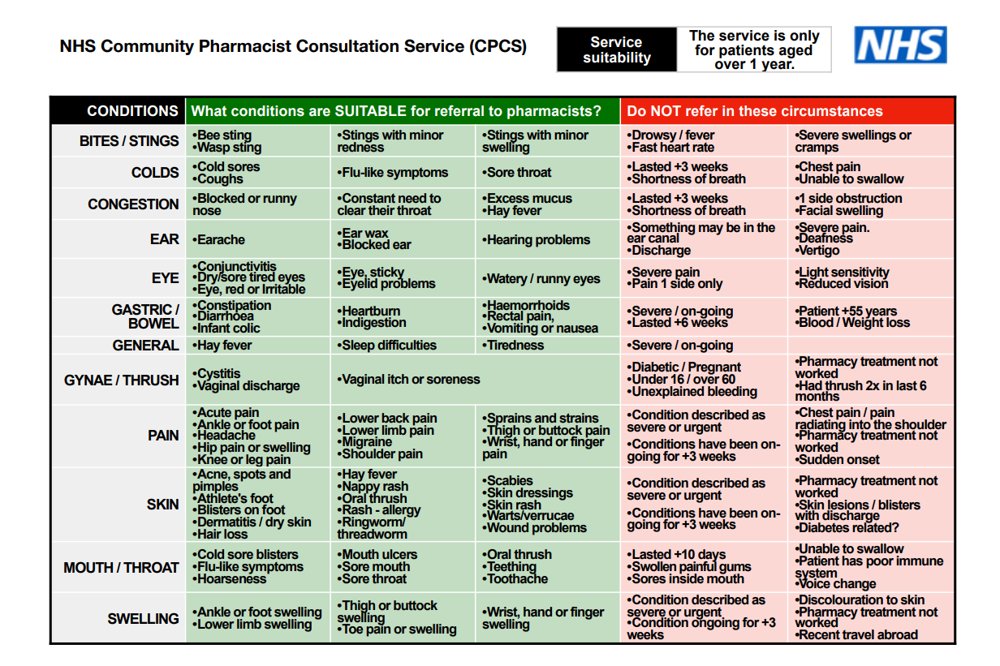 NHS Community Pharmacist Consultation Service (CPCS)
Service
suitability
The service is only
for patients aged
over 1 year.
NHS
CONDITIONS
What conditions are SUITABLE for referral to pharmacists?
Do NOT refer in these circumstances
BITES / STINGS
•Bee sting
•Wasp sting
•Stings with minor
redness
•Stings with minor
swelling
•Drowsy / fever
•Fast heart rate
•Severe swellings or
cramps
COLDS
•Cold sores
•Coughs
•Flu-like symptoms
•Sore throat
•Lasted +3 weeks
•Shortness of breath
•Chest pain
•Unable to swallow
CONGESTION
•Blocked or runny
nose
•Constant need to
clear their throat
•Excess mucus
•Hay fever
•Lasted +3 weeks
•Shortness of breath
•1 side obstruction
•Facial swelling
EAR
•Earache
•Ear wax
•Blocked ear
•Hearing problems
•Something may be in the
ear canal
•Discharge
•Severe pain.
•Deafness
•Vertigo
EYE
•Conjunctivitis
•Dry/sore tired eyes
•Eye, red or Irritable
•Eye, sticky
•Eyelid problems
•Watery / runny eyes
•Severe pain
•Pain 1 side only
•Light sensitivity
•Reduced vision
GASTRIC /
BOWEL
•Constipation
•Diarrhoea
•Infant colic
•Heartburn
•Indigestion
•Haemorrhoids
•Rectal pain,
•Vomiting or nausea
•Severe / on-going
•Lasted +6 weeks
•Patient +55 years
•Blood / Weight loss
GENERAL
•Hay fever
•Sleep difficulties
•Tiredness
•Severe / on-going
GYNAE / THRUSH
•Cystitis
•Vaginal discharge
•Vaginal itch or soreness
•Diabetic / Pregnant
•Under 16 / over 60
•Unexplained bleeding
•Pharmacy treatment not
worked
•Had thrush 2x in last 6
months
PAIN
•Acute pain
•Ankle or foot pain
•Headache
•Hip pain or swelling
•Knee or leg pain
•Lower back pain
•Lower limb pain
•Migraine
•Shoulder pain
•Sprains and strains
•Thigh or buttock pain
•Wrist, hand or finger
pain
•Condition described as
severe or urgent
•Conditions have been on-
going for +3 weeks
•Chest pain / pain
radiating into the shoulder
•Pharmacy treatment not
worked
•Sudden onset
SKIN
•Acne, spots and
pimples
•Athlete's foot
•Blisters on foot
•Dermatitis / dry skin
•Hair loss
•Hay fever
•Nappy rash
•Oral thrush
•Rash - allergy
•Ringworm/
threadworm
•Scabies
•Skin dressings
•Skin rash
•Warts/verrucae
•Wound problems
•Condition described as
severe or urgent
•Conditions have been on-
going for +3 weeks
•Pharmacy treatment not
worked
•Skin lesions / blisters
with discharge
•Diabetes related?
MOUTH / THROAT
•Cold sore blisters
•Flu-like symptoms
•Hoarseness
•Mouth ulcers
•Sore mouth
•Sore throat
•Oral thrush
•Teething
•Toothache
•Lasted +10 days
•Swollen painful gums
•Sores inside mouth
•Unable to swallow
•Patient has poor immune
system
•Voice change
SWELLING
•Ankle or foot swelling
•Lower limb swelling
•Thigh or buttock
swelling
•Toe pain or swelling
•Wrist, hand or finger
swelling
•Condition described as
severe or urgent
•Condition ongoing for +3
weeks
•Discolouration to skin
•Pharmacy treatment not
worked
•Recent travel abroad